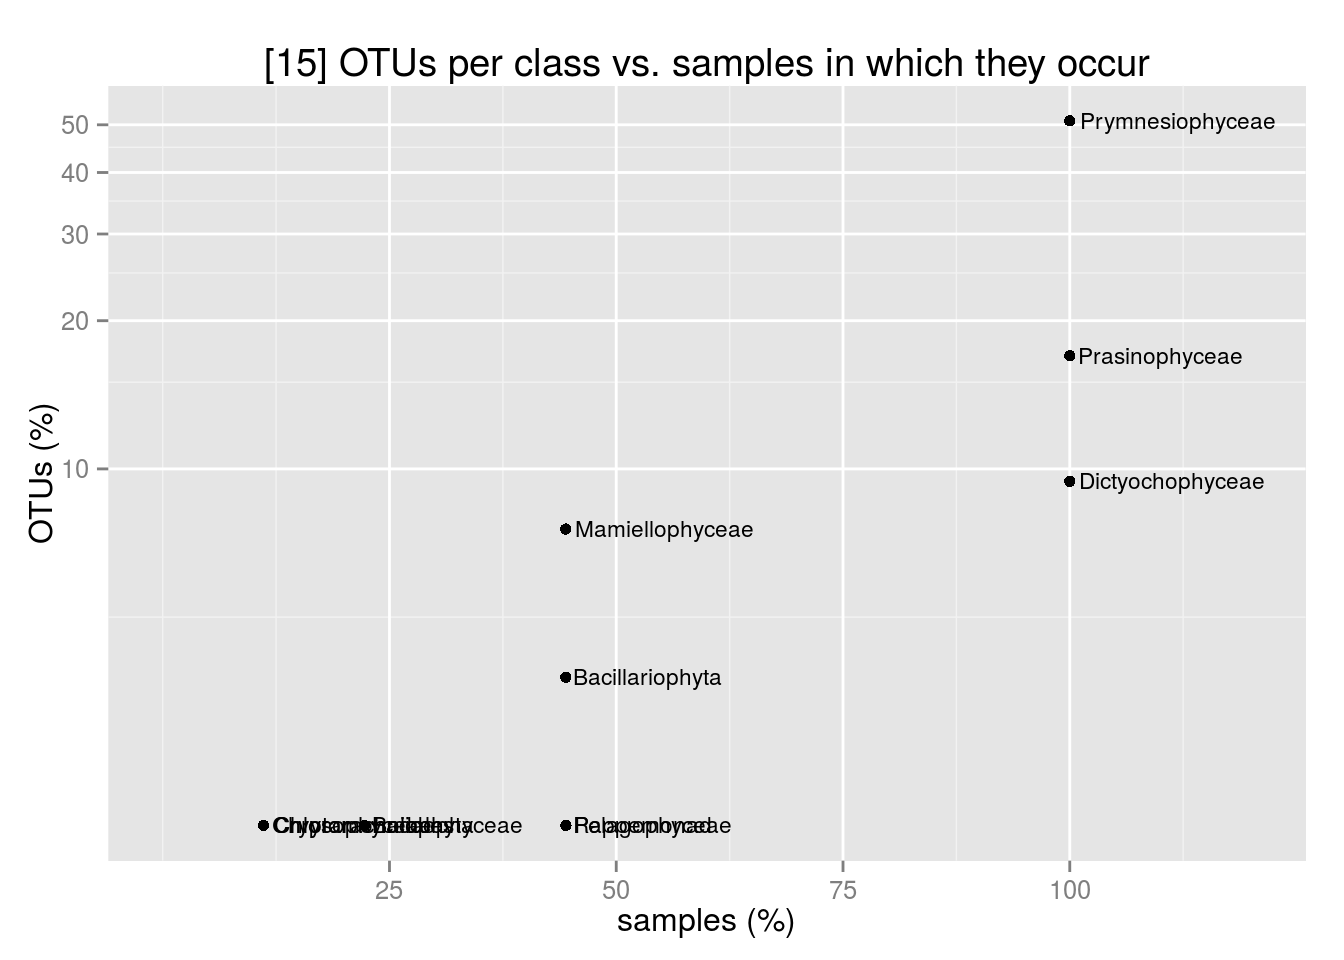 [15] OTUs per class vs. samples in which they occur
50
40
30
20
10
OTUs (%)
Prymnesiophyceae
Prasinophyceae
Dictyochophyceae
Mamiellophyceae
Bacillariophyta
25
50
75
100
samples (%)